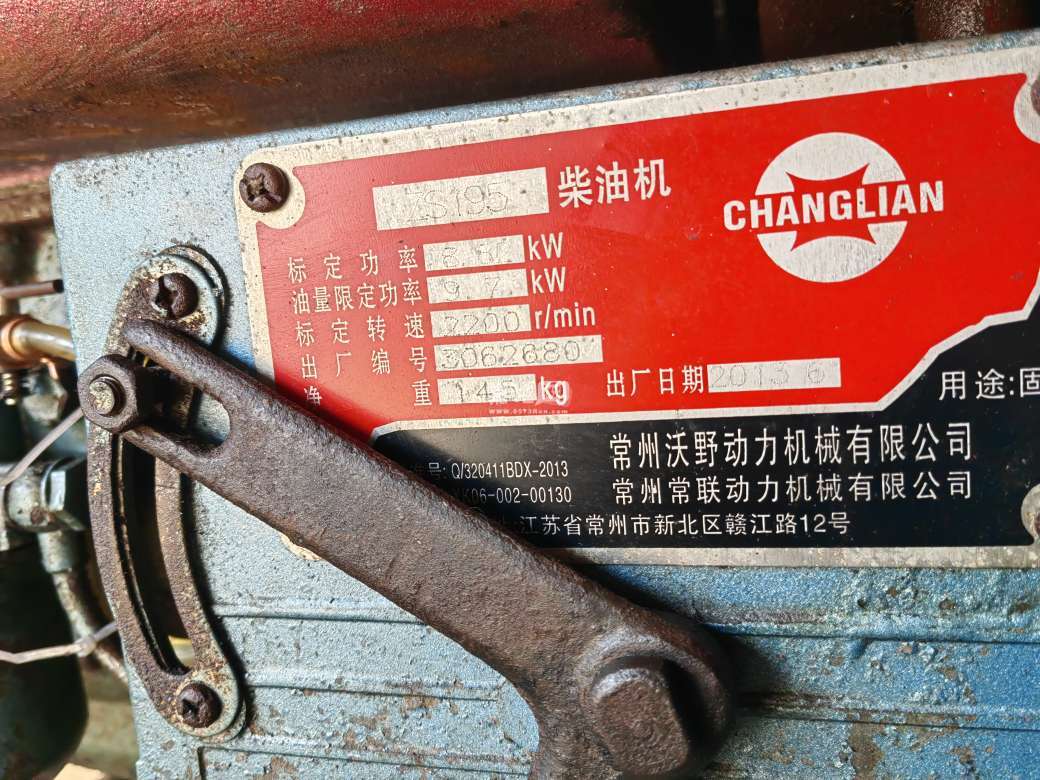 ZS195 柴油机
CHANGLIAN
标定功率 8.8 kW
油量限定功率 9.7 kW
标定转速 2200 r/min
出厂编号 3062680
净重 145 kg
出厂日期 2013 6
用途:固
准号: Q/320411BDX-2013
XK06-002-00130
常州沃野动力机械有限公司
常州常联动力机械有限公司
江苏省常州市新北区赣江路12号